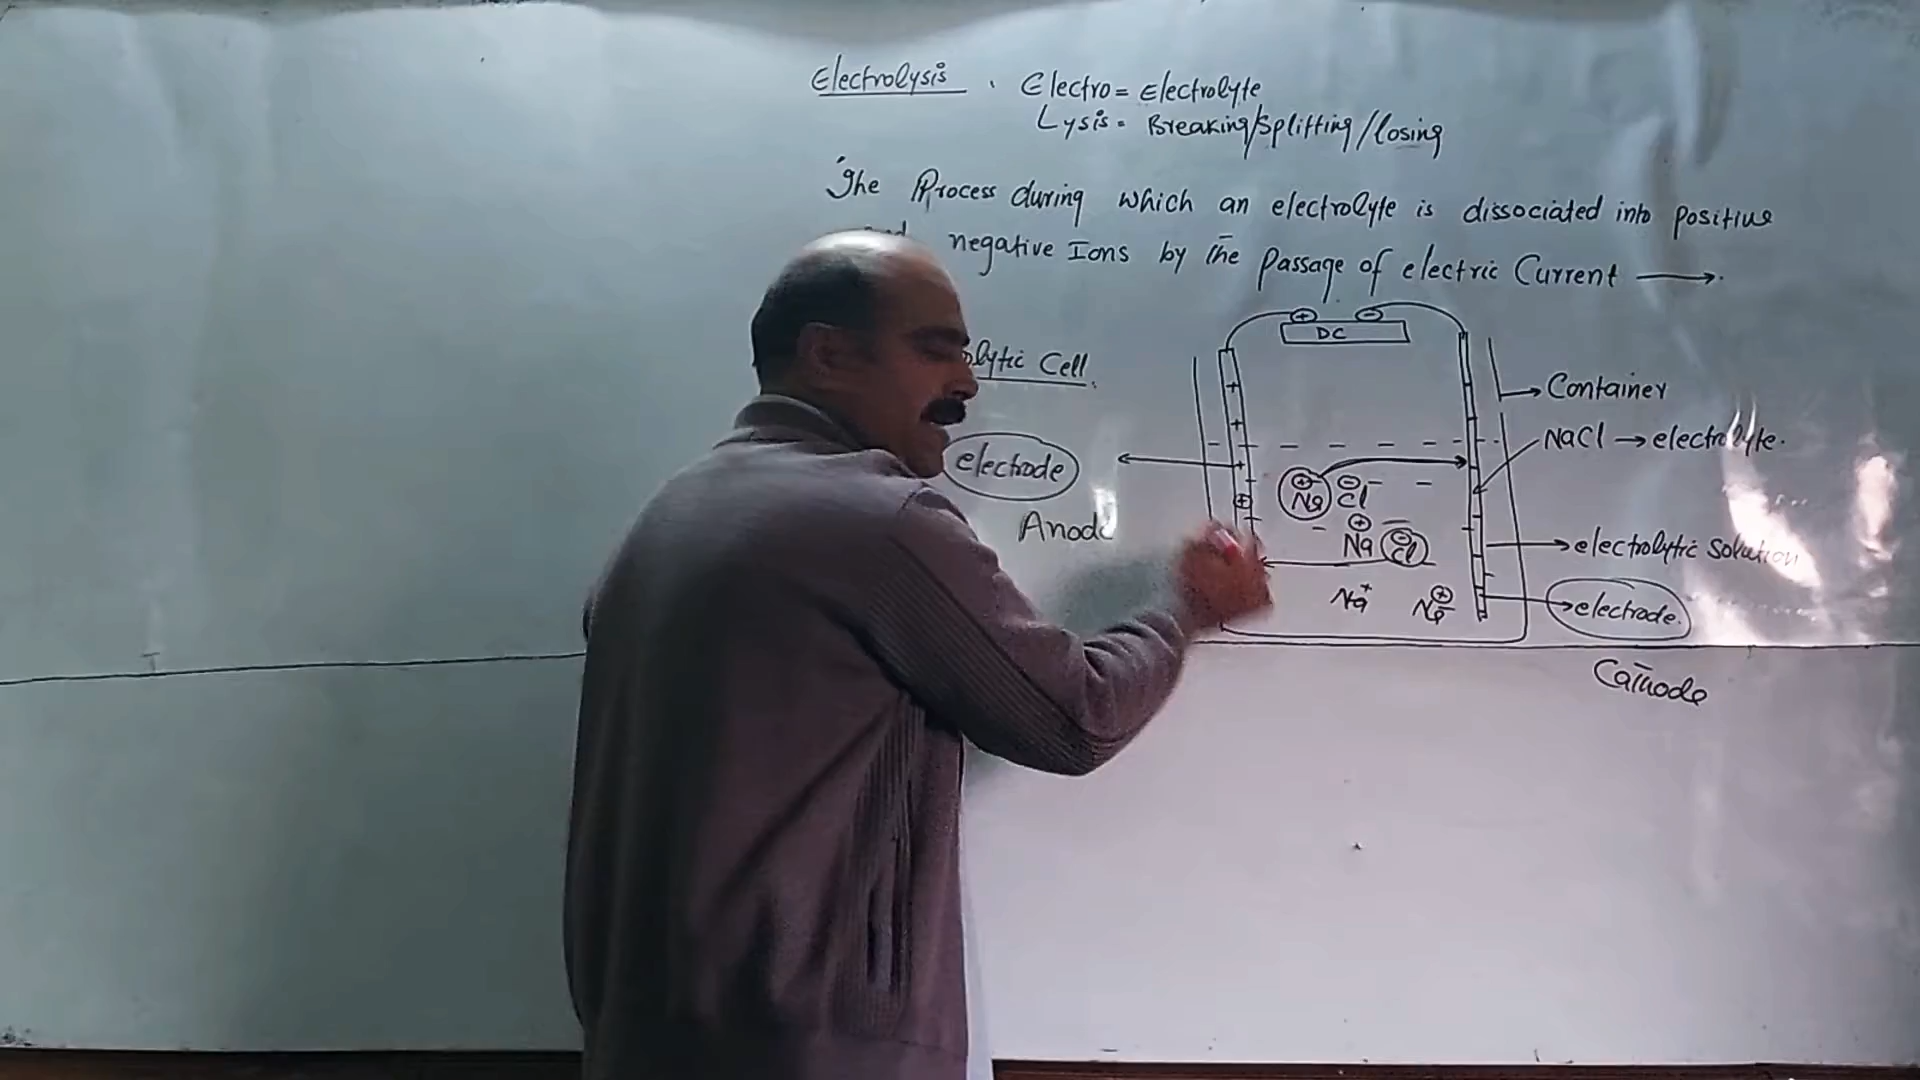 Electrolysis . Electro = Electrolyte
Lysis = Breaking/Splitting/losing
The Process during which an electrolyte is dissociated into positive
negative Ions by the Passage of electric Current →.
⊕ ⊖
DC
lytic Cell.
→ Container
NaCl → electrolyte.
electrode
⊕ Na ⊖ Cl
Anode
⊕ Na ⊖ Cl
→ electrolytic Solution
Na⁺
→ electrode.
Cathode